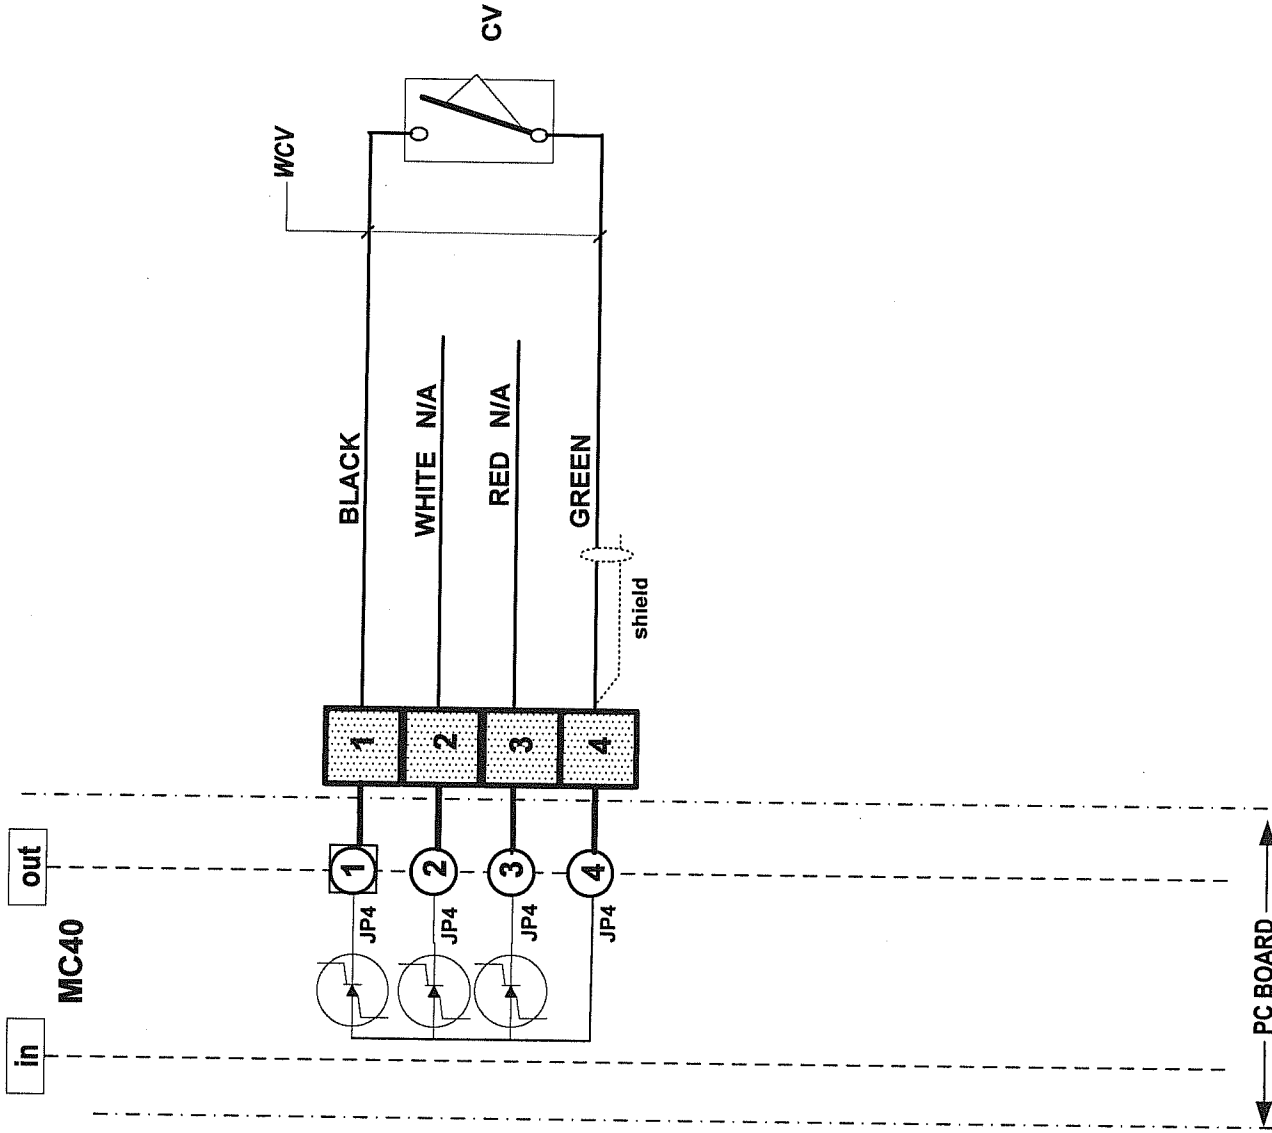 in
MC40
out
JP4
JP4
JP4
JP4
1
2
3
4
1
2
3
4
BLACK
WHITE N/A
RED N/A
GREEN
shield
WCV
CV
PC BOARD